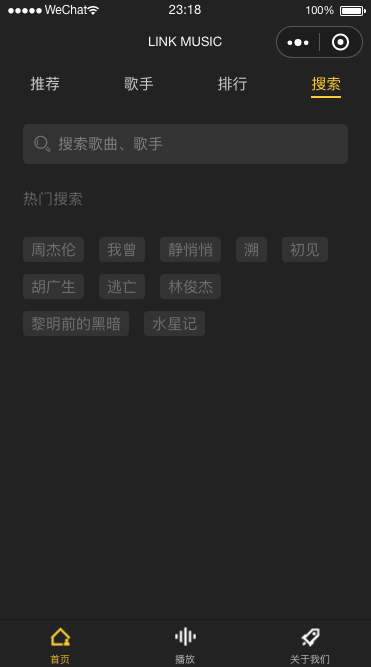 WeChat 23:18 100%
LINK MUSIC
推荐 歌手 排行 搜索
搜索歌曲、歌手
热门搜索
周杰伦 我曾 静悄悄 溯 初见
胡广生 逃亡 林俊杰
黎明前的黑暗 水星记
首页 播放 关于我们